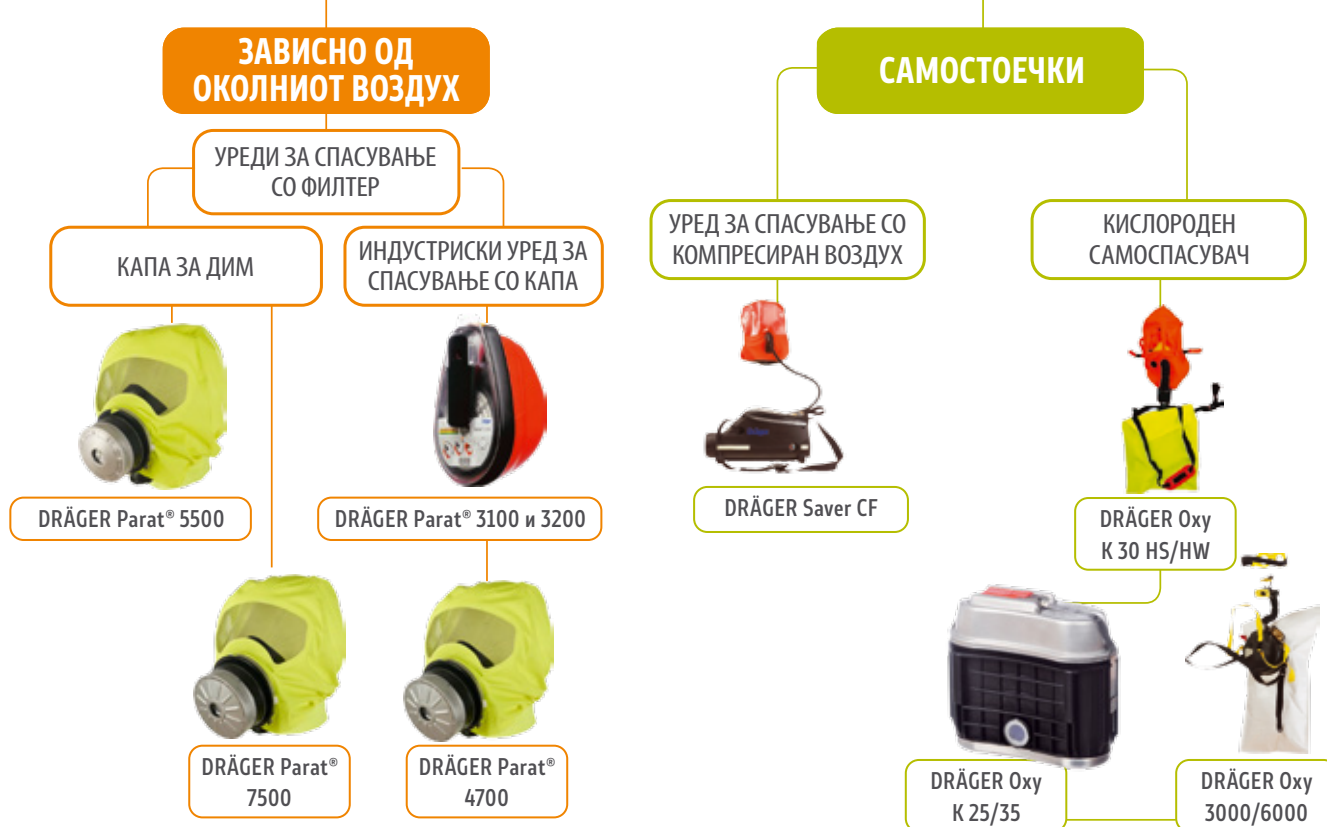 ЗАВИСНО ОД
ОКОЛНИОТ ВОЗДУХ
УРЕДИ ЗА СПАСУВАЊЕ
СО ФИЛТЕР
КАПА ЗА ДИМ
ИНДУСТРИСКИ УРЕД ЗА
СПАСУВАЊЕ СО КАПА
DRÄGER Parat® 5500
DRÄGER Parat® 3100 и 3200
DRÄGER Parat®
7500
DRÄGER Parat®
4700
САМОСТОЕЧКИ
УРЕД ЗА СПАСУВАЊЕ СО
КОМПРЕСИРАН ВОЗДУХ
КИСЛОРОДЕН
САМОСПАСУВАЧ
DRÄGER Saver CF
DRÄGER Oxy
K 30 HS/HW
DRÄGER Oxy
K 25/35
DRÄGER Oxy
3000/6000